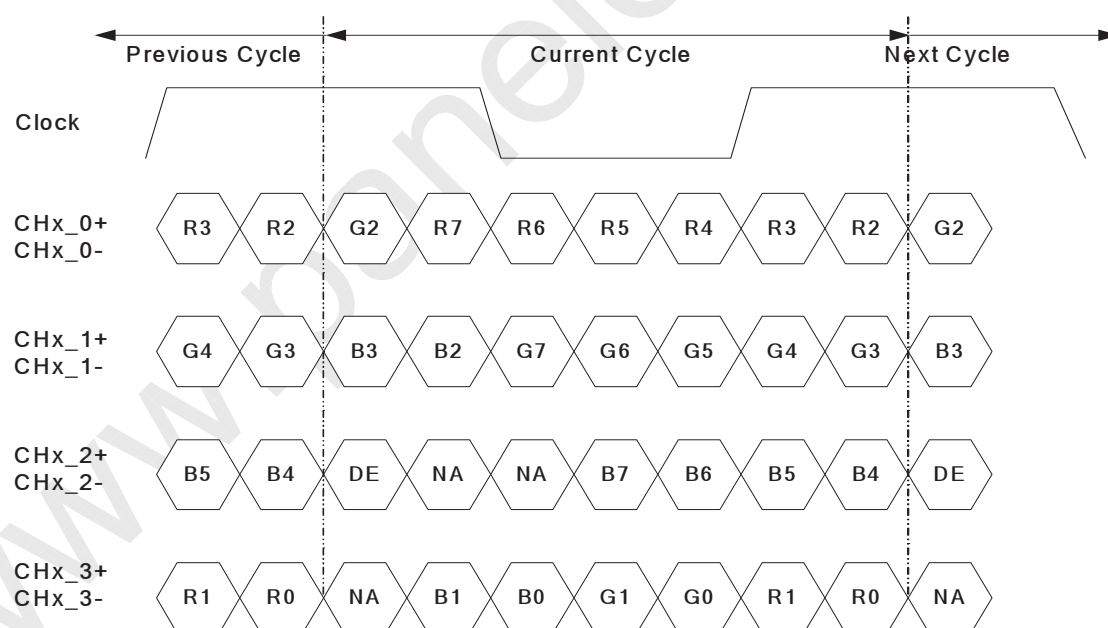 Previous Cycle Current Cycle Next Cycle
Clock
CHx_0+
CHx_0-
R3 R2 G2 R7 R6 R5 R4 R3 R2 G2
CHx_1+
CHx_1-
G4 G3 B3 B2 G7 G6 G5 G4 G3 B3
CHx_2+
CHx_2-
B5 B4 DE NA NA B7 B6 B5 B4 DE
CHx_3+
CHx_3-
R1 R0 NA B1 B0 G1 G0 R1 R0 NA